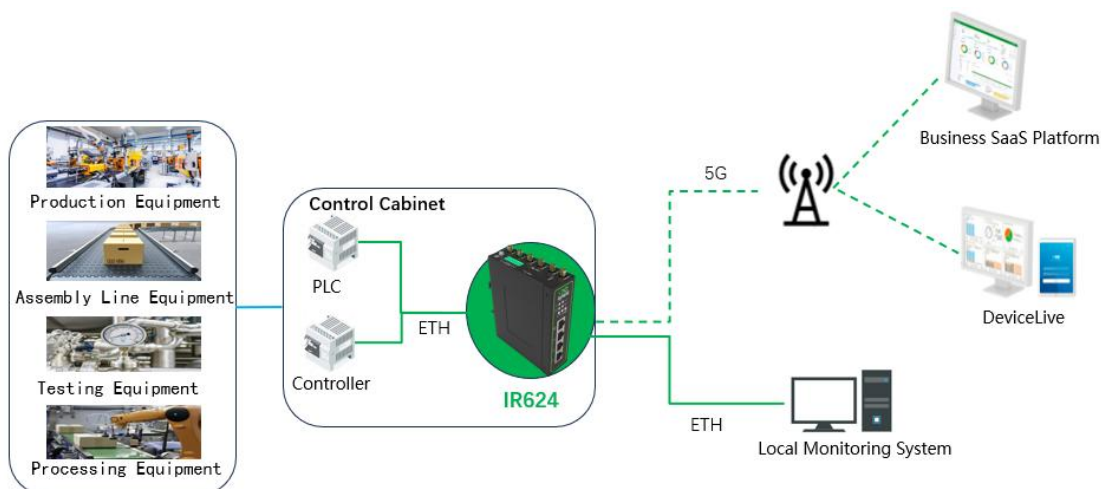 Production Equipment
Assembly Line Equipment
Testing Equipment
Processing Equipment
Control Cabinet
PLC
Controller
ETH
IR624
5G
ETH
Business SaaS Platform
DeviceLive
Local Monitoring System